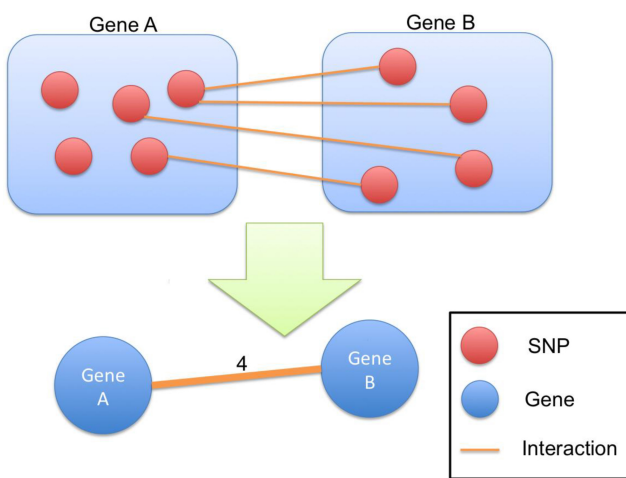 Gene A
Gene B
4
Gene
A
Gene
B
SNP
Gene
Interaction